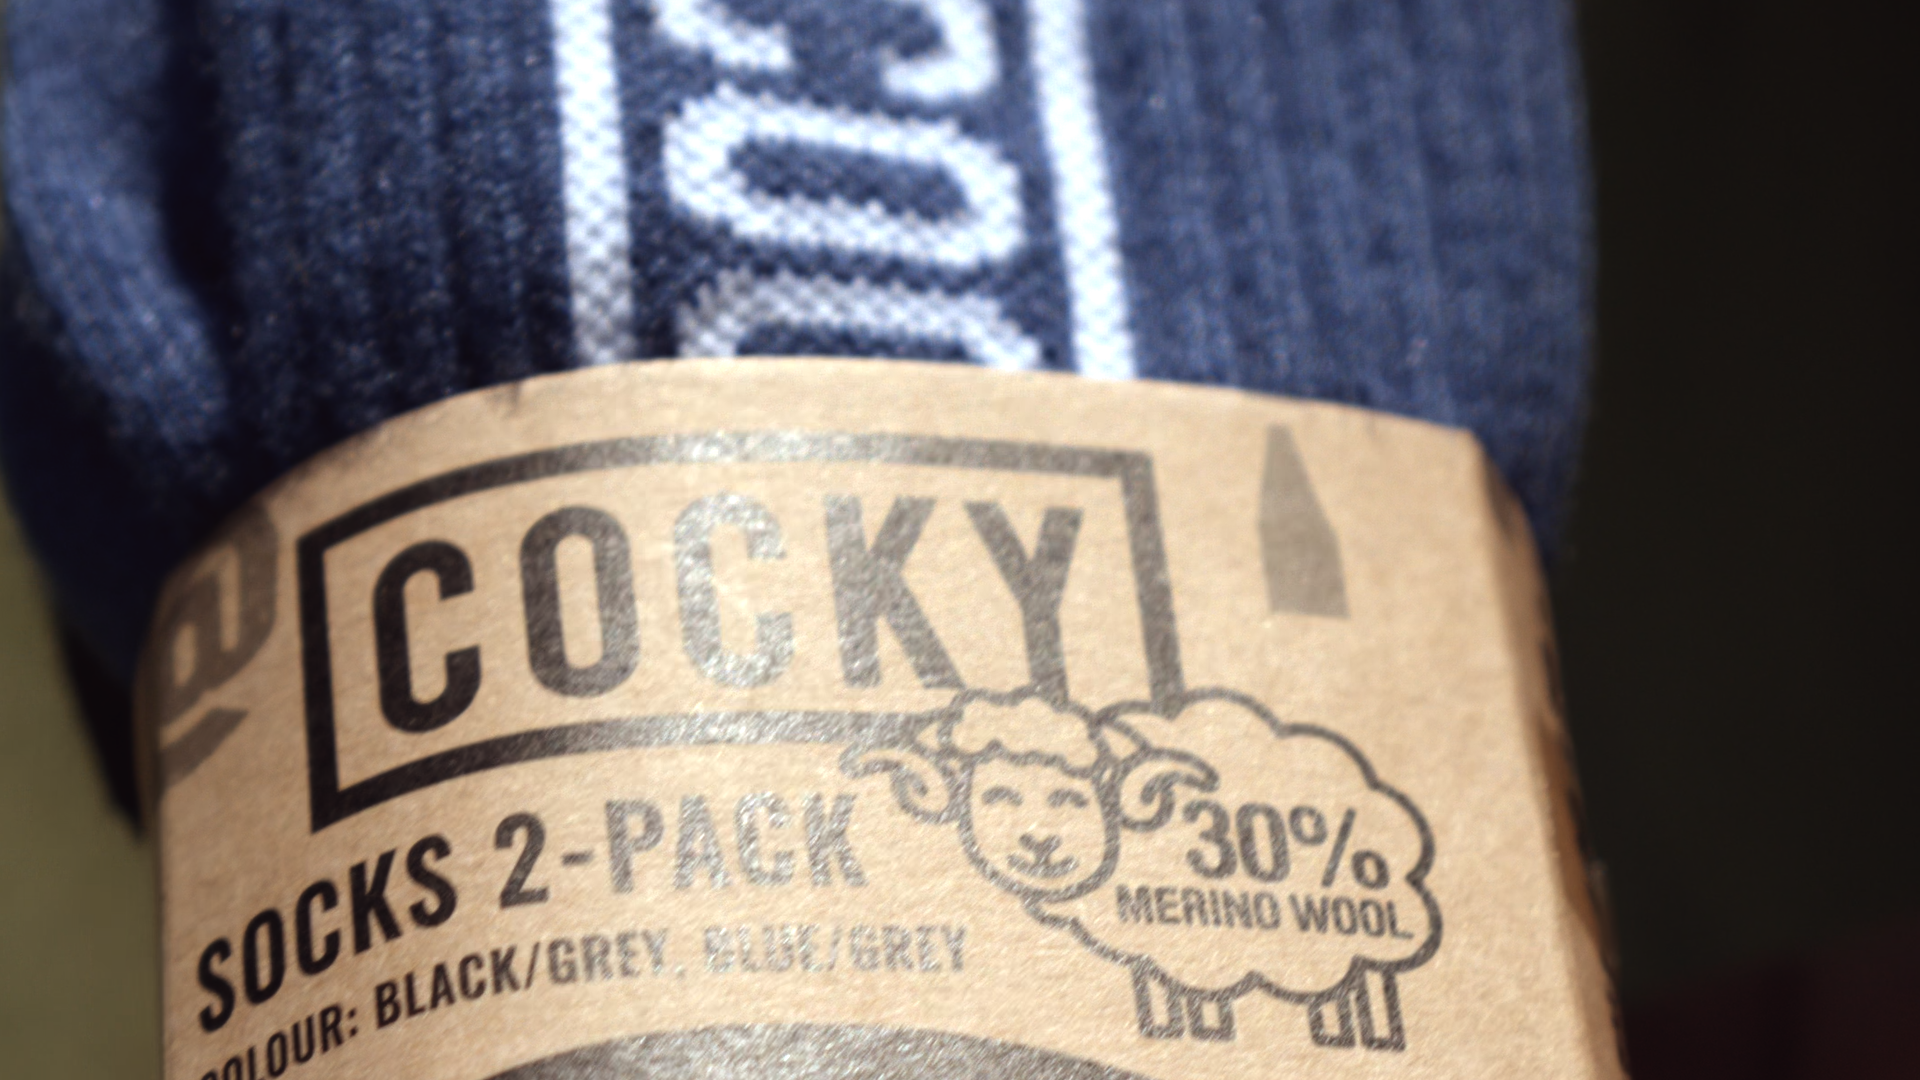 COCKY
SOCKS 2-PACK
COLOUR: BLACK/GREY, BLUE/GREY
30%
MERINO WOOL